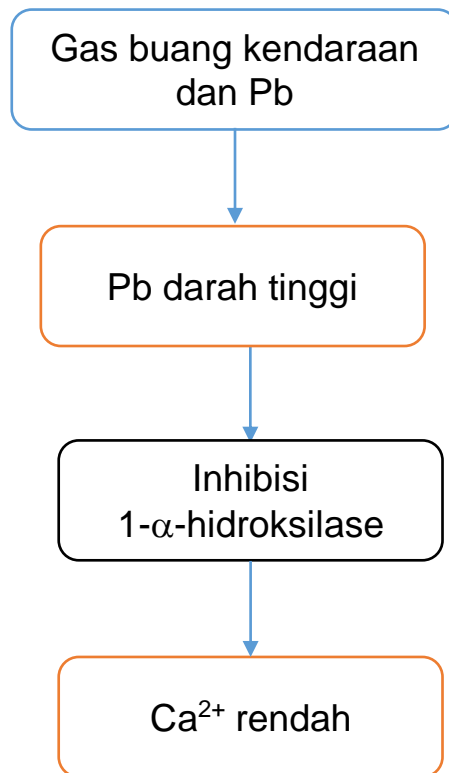 Gas buang kendaraan
dan Pb
Pb darah tinggi
Inhibisi
1-α-hidroksilase
Ca²⁺ rendah